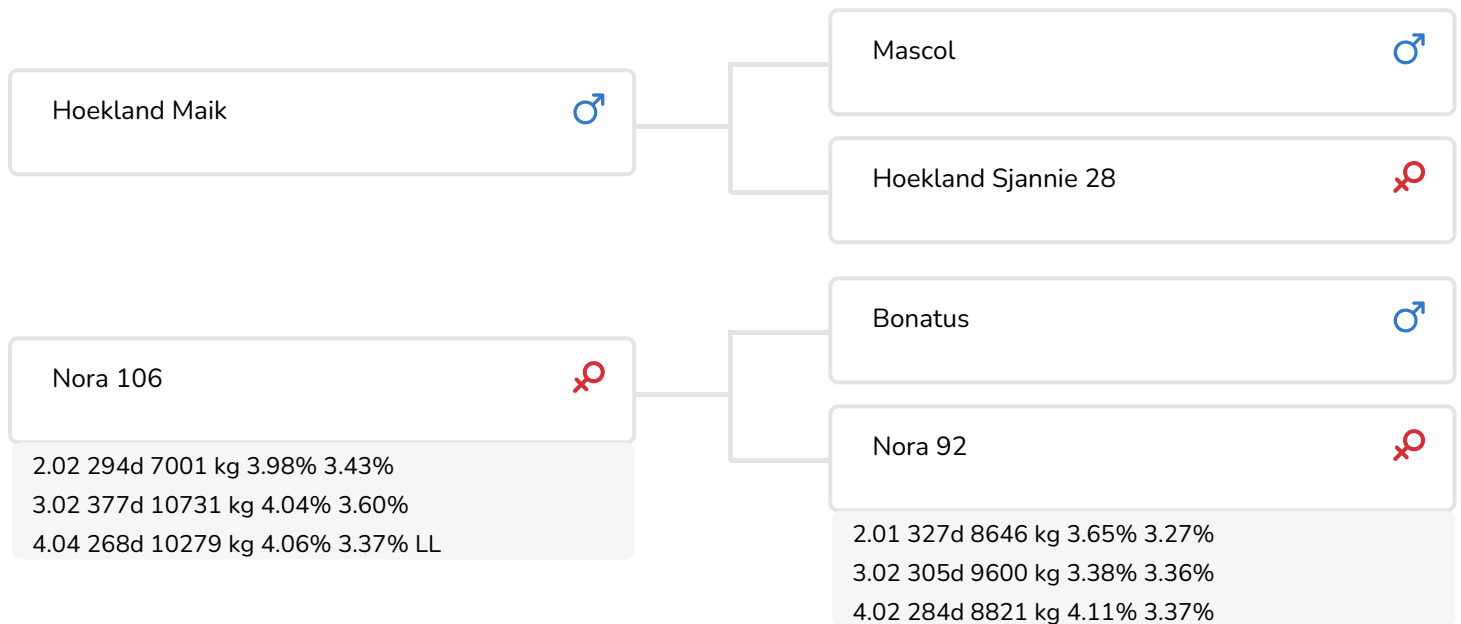 Hoekland Maik
Mascol
Hoekland Sjannie 28
Nora 106
2.02 294d 7001 kg 3.98% 3.43%
3.02 377d 10731 kg 4.04% 3.60%
4.04 268d 10279 kg 4.06% 3.37% LL
Bonatus
Nora 92
2.01 327d 8646 kg 3.65% 3.27%
3.02 305d 9600 kg 3.38% 3.36%
4.02 284d 8821 kg 4.11% 3.37%